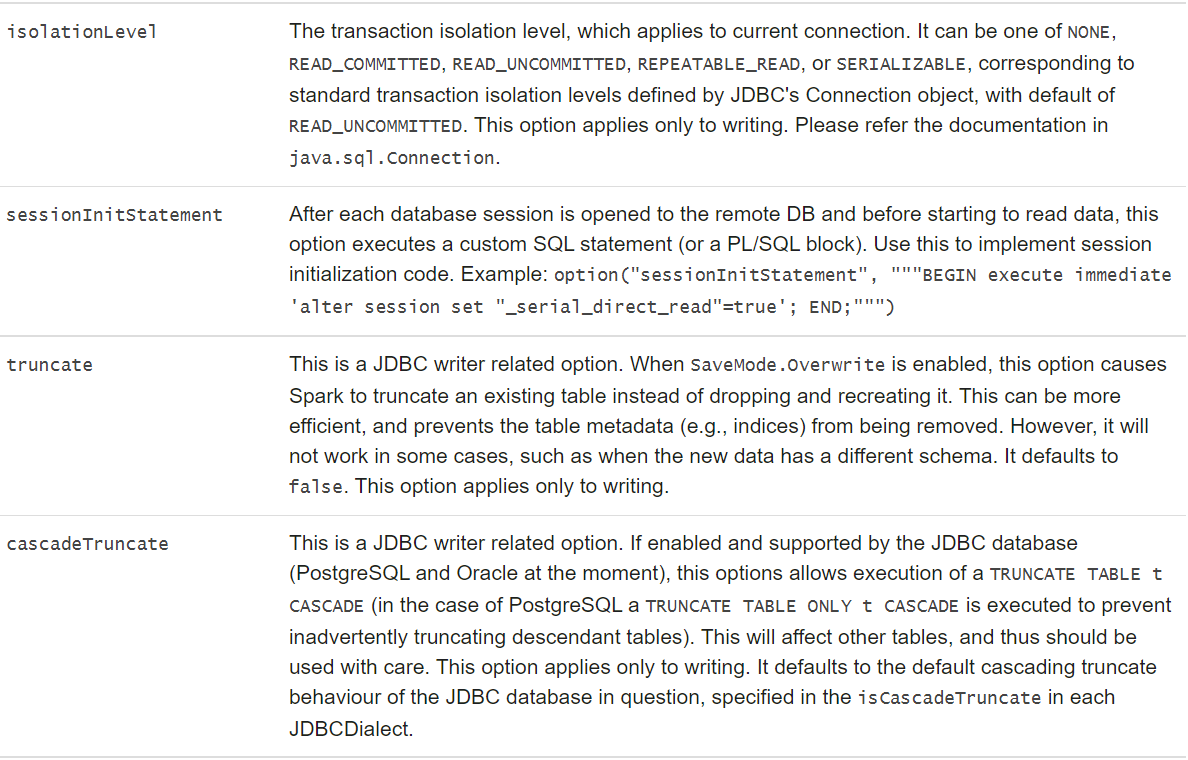 isolationLevel
The transaction isolation level, which applies to current connection. It can be one of NONE,
READ_COMMITTED, READ_UNCOMMITTED, REPEATABLE_READ, or SERIALIZABLE, corresponding to
standard transaction isolation levels defined by JDBC's Connection object, with default of
READ_UNCOMMITTED. This option applies only to writing. Please refer the documentation in
java.sql.Connection.
sessionInitStatement
After each database session is opened to the remote DB and before starting to read data, this
option executes a custom SQL statement (or a PL/SQL block). Use this to implement session
initialization code. Example: option("sessionInitStatement", """BEGIN execute immediate
'alter session set "_serial_direct_read"=true'; END;""")
truncate
This is a JDBC writer related option. When SaveMode.Overwrite is enabled, this option causes
Spark to truncate an existing table instead of dropping and recreating it. This can be more
efficient, and prevents the table metadata (e.g., indices) from being removed. However, it will
not work in some cases, such as when the new data has a different schema. It defaults to
false. This option applies only to writing.
cascadeTruncate
This is a JDBC writer related option. If enabled and supported by the JDBC database
(PostgreSQL and Oracle at the moment), this options allows execution of a TRUNCATE TABLE t
CASCADE (in the case of PostgreSQL a TRUNCATE TABLE ONLY t CASCADE is executed to prevent
inadvertently truncating descendant tables). This will affect other tables, and thus should be
used with care. This option applies only to writing. It defaults to the default cascading truncate
behaviour of the JDBC database in question, specified in the isCascadeTruncate in each
JDBCDialect.